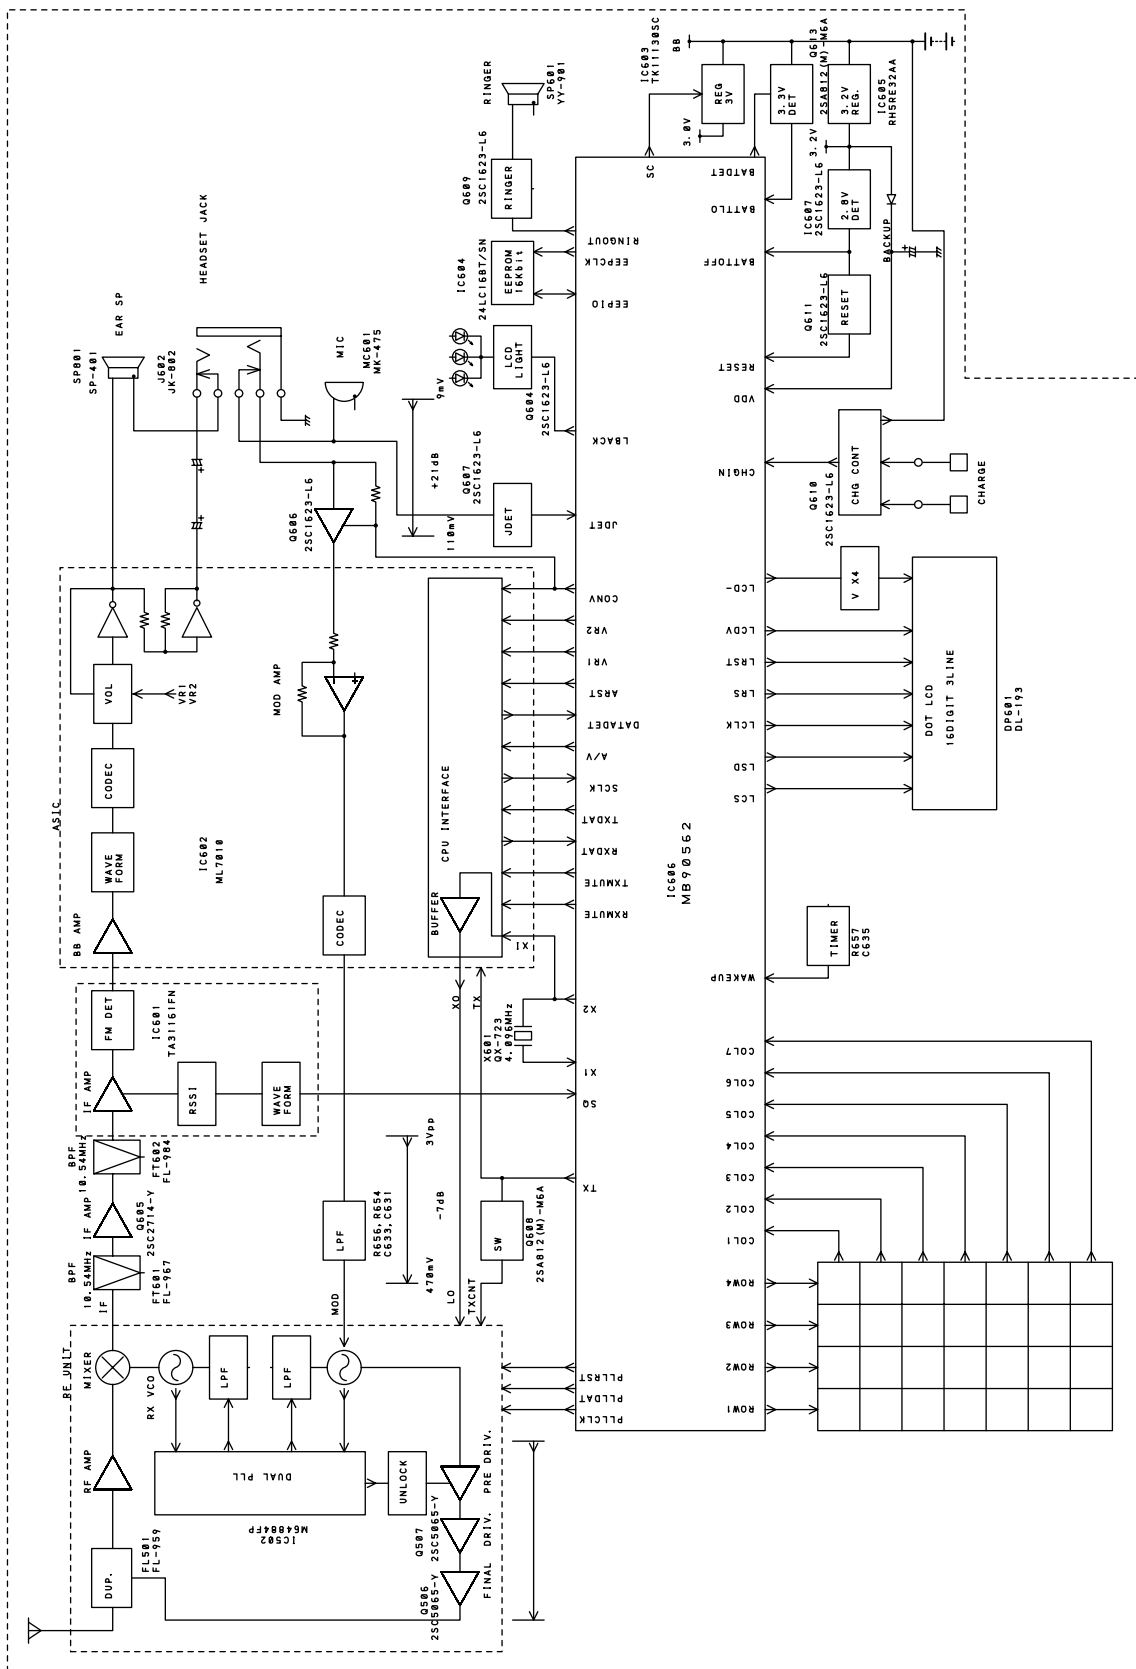 BB
IC603
TK11130SC
REG
3V
3.0V
3.3V
DET
Q613
2SA812(M)-M6A
3.2V
REG.
IC605
RH5RE32AA
3.2V
IC607
2SC1623-L6
2.8V
DET
BACKUP
Q611
2SC1623-L6
RESET
RINGER
SP601
YY-901
Q609
2SC1623-L6
RINGER
IC604
24LC16BT/SN
EEPROM
16Kbit
LCD
LIGHT
Q604
2SC1623-L6
9mV
+21dB
110mV
Q607
2SC1623-L6
JDET
HEADSET JACK
EAR SP
SP801
SP-401
J602
JK-802
MIC
MC601
MK-475
Q606
2SC1623-L6
SC
BATDET
BATTLO
BATTOFF
RESET
VDD
CHGIN
LCD-
LCDV
LRST
LRS
LCLK
LSD
LCS
WAKEUP
COL7
COL6
COL5
COL4
COL3
COL2
COL1
ROW4
ROW3
ROW2
ROW1
RINGOUT
EEPCLK
EEPIO
LBACK
JDET
CONV
VR2
VR1
ARST
DATADET
A/V
SCLK
TXDAT
RXDAT
TXMUTE
RXMUTE
X2
X1
SQ
TX
PLLRST
PLLDAT
PLLCLK
IC606
MB90562
Q610
2SC1623-L6
CHG CONT
CHARGE
V X4
DOT LCD
16DIGIT 3LINE
DP601
DL-193
TIMER
R657
C635
ASIC
VOL
VR1
VR2
CODEC
WAVE
FORM
BB AMP
IC602
ML7010
MOD AMP
CODEC
CPU INTERFACE
BUFFER
XI
XO
TX
X601
QX-723
4.096MHz
FM DET
IC601
TA31161FN
IF AMP
RSSI
WAVE
FORM
BPF
10.54MHz
FT602
FL-984
IF AMP
Q605
2SC2714-Y
BPF
10.54MHz
FT601
FL-967
IF
LPF
R656,R654
C633,C631
3Vpp
-7dB
470mV
SW
Q608
2SA812(M)-M6A
MOD
LO
TXCNT
RF UNIT
MIXER
RX VCO
LPF
LPF
RF AMP
DUAL PLL
IC502
M64884FP
UNLOCK
PRE DRIV.
Q507
2SC5065-Y
DRIV.
Q506
2SC5065-Y
FINAL
DUP.
FL501
FL-959